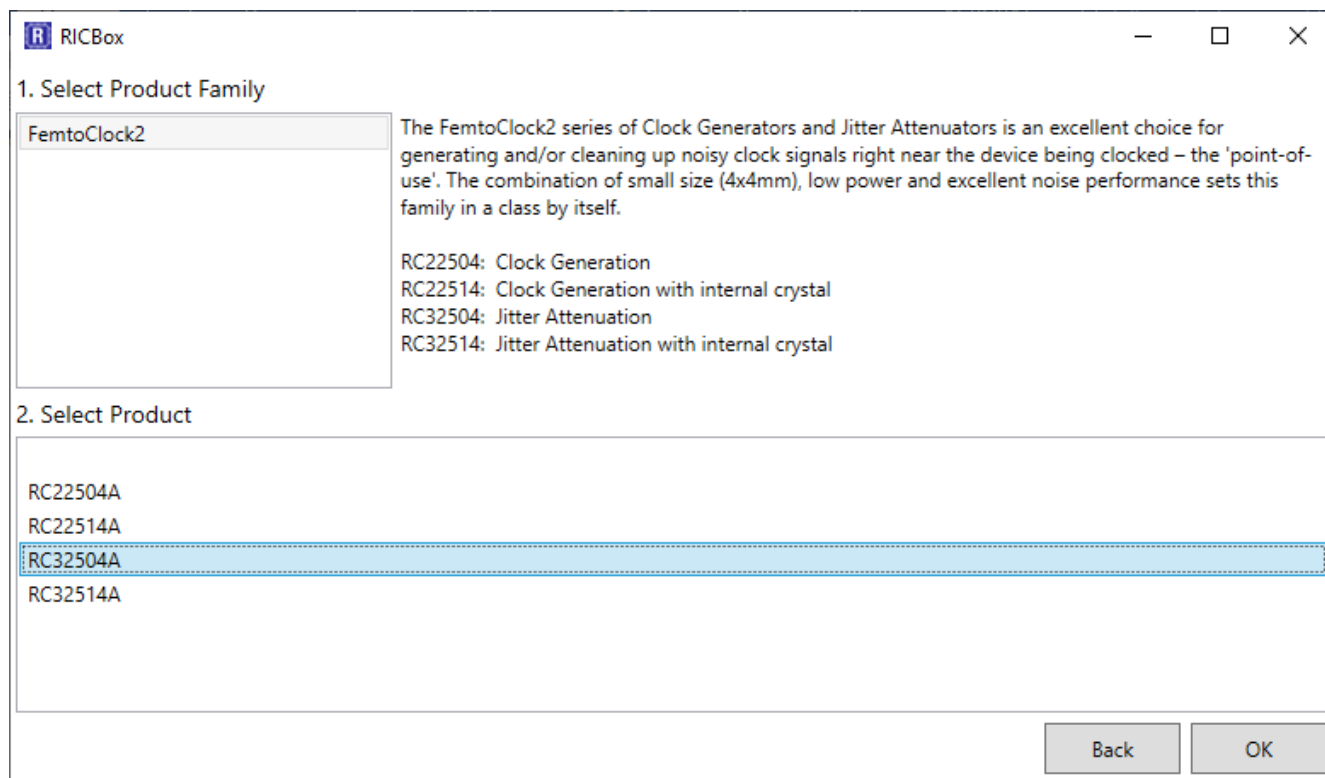 R RICBox
1. Select Product Family
FemtoClock2
The FemtoClock2 series of Clock Generators and Jitter Attenuators is an excellent choice for
generating and/or cleaning up noisy clock signals right near the device being clocked – the 'point-of-
use'. The combination of small size (4x4mm), low power and excellent noise performance sets this
family in a class by itself.
RC22504:  Clock Generation
RC22514:  Clock Generation with internal crystal
RC32504:  Jitter Attenuation
RC32514:  Jitter Attenuation with internal crystal
2. Select Product
RC22504A
RC22514A
RC32504A
RC32514A
Back OK